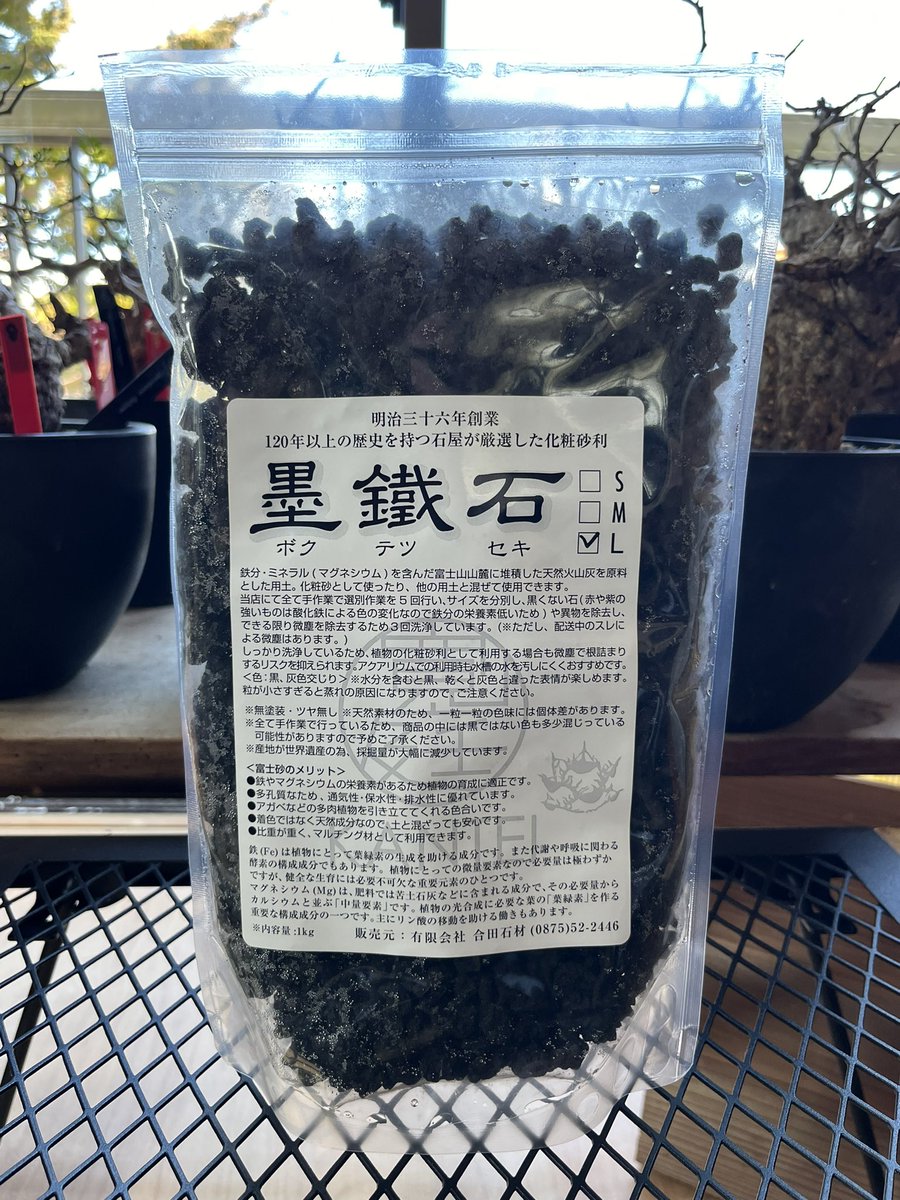 明治三十六年創業
120年以上の歴史を持つ石屋が厳選した化粧砂利
墨鐵石
ボク テツ セキ
S
M
L
鉄分・ミネラル(マグネシウム)を含んだ富士山山麓に堆積した天然火山灰を原料
とした用土。化粧砂として使ったり、他の用土と混ぜて使用できます。
当店にて全て手作業で選別作業を5回行い、サイズを分別し、黒くない石(赤や紫の
強いものは酸化鉄による色の変化なので鉄分の栄養素低いため)や異物を除去し、
できる限り微塵を除去するため3回洗浄しています。(※ただし、配送中のスレに
よる微塵はあります。)
しっかり洗浄しているため、植物の化粧砂利として利用する場合も微塵で根詰まり
するリスクを抑えられます。アクアリウムでの利用時も水槽の水を汚しにくくおすすめです。
<色:黒、灰色交じり> ※水分を含むと黒、乾くと灰色と違った表情が楽しめます。
粒が小さすぎると蒸れの原因になりますので、ご注意ください。
※無塗装・ツヤ無し ※天然素材のため、一粒一粒の色味には個体差があります。
※全て手作業で行っているため、商品の中には黒ではない色も多少混じっている
可能性がありますので予めご了承ください。
※産地が世界遺産の為、採掘量が大幅に減少しています。
<富士砂のメリット>
●鉄やマグネシウムの栄養素があるため植物の育成に適正です。
●多孔質なため、通気性・保水性・排水性に優れています。
●アガベなどの多肉植物を引き立ててくれる色合いです。
●着色ではなく天然成分なので、土と混ざっても安心です。
●比重が重く、マルチング材として利用できます。
鉄(Fe)は植物にとって葉緑素の生成を助ける成分です。また代謝や呼吸に関わる
酵素の構成成分でもあります。植物にとっての微量要素なので必要量は極わずか
ですが、健全な生育には必要不可欠な重要元素のひとつです。
マグネシウム(Mg)は、肥料では苦土石灰などに含まれる成分で、その必要量から
カルシウムと並ぶ「中量要素」です。植物の光合成に必要な葉の「葉緑素」を作る
重要な構成成分の一つです。主にリン酸の移動を助ける働きもあります。
※内容量:1kg 販売元:有限会社 合田石材(0875)52-2446